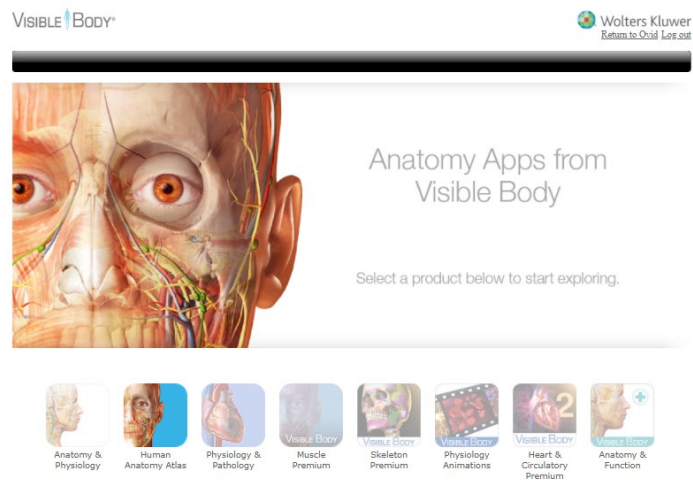 VISIBLE BODY®
Wolters Kluwer
Return to Ovid Log out
Anatomy Apps from
Visible Body
Select a product below to start exploring.
2
VISIBLE BODY
VISIBLE BODY
VISIBLE BODY
VISIBLE BODY
VISIBLE BODY
Anatomy &
Physiology
Human
Anatomy Atlas
Physiology &
Pathology
Muscle
Premium
Skeleton
Premium
Physiology
Animations
Heart &
Circulatory
Premium
Anatomy &
Function